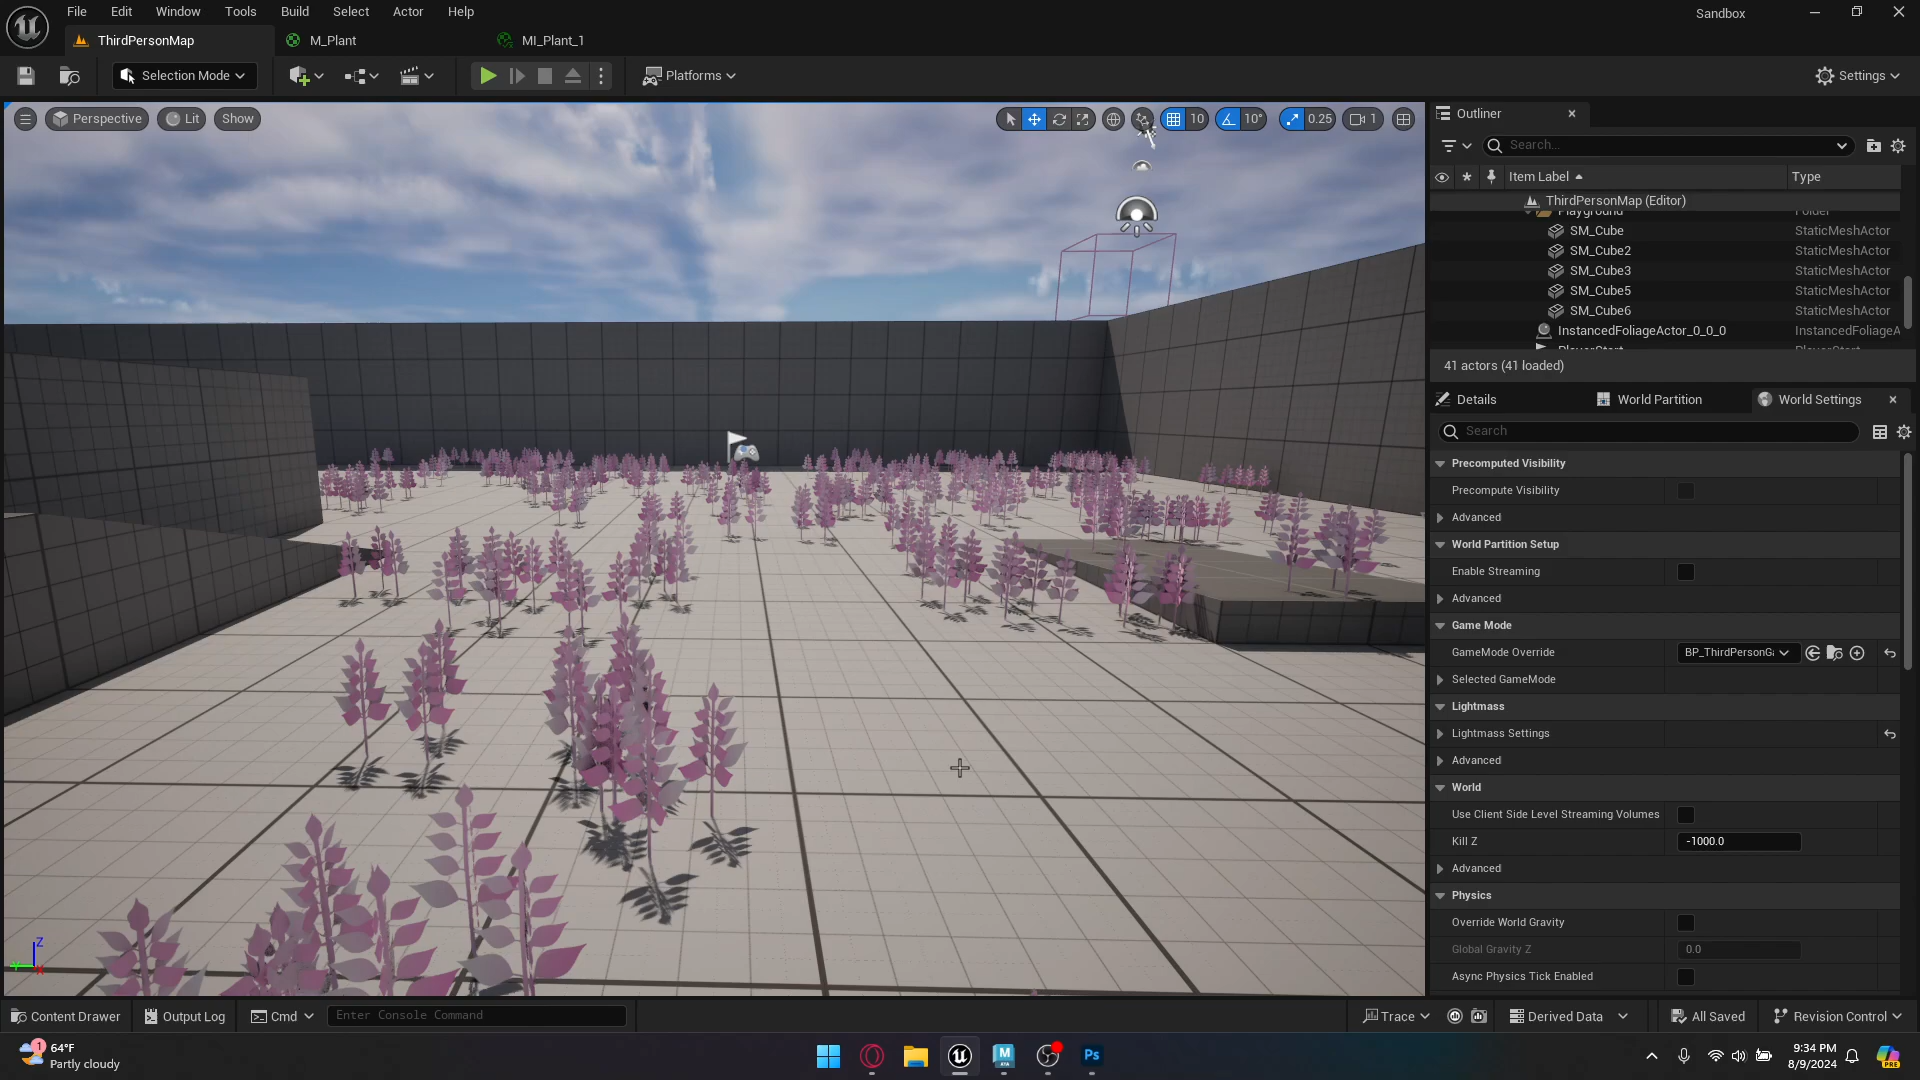 File Edit Window Tools Build Select Actor Help
Sandbox
ThirdPersonMap
M_Plant
MI_Plant_1
Selection Mode
Platforms
Settings
Perspective
Lit
Show
10
10°
0.25
1
Outliner
Search...
Item Label
Type
ThirdPersonMap (Editor)
Playground Folder
SM_Cube StaticMeshActor
SM_Cube2 StaticMeshActor
SM_Cube3 StaticMeshActor
SM_Cube5 StaticMeshActor
SM_Cube6 StaticMeshActor
InstancedFoliageActor_0_0_0 InstancedFoliageA
PlayerStart PlayerStart
41 actors (41 loaded)
Details
World Partition
World Settings
Search
Precomputed Visibility
Precompute Visibility
Advanced
World Partition Setup
Enable Streaming
Advanced
Game Mode
GameMode Override BP_ThirdPersonGa
Selected GameMode
Lightmass
Lightmass Settings
Advanced
World
Use Client Side Level Streaming Volumes
Kill Z -1000.0
Advanced
Physics
Override World Gravity
Global Gravity Z 0.0
Async Physics Tick Enabled
Z
Y
X
Content Drawer
Output Log
Cmd
Enter Console Command
Trace
Derived Data
All Saved
Revision Control
1
64°F
Partly cloudy
M
Ps
9:34 PM
8/9/2024
PRE